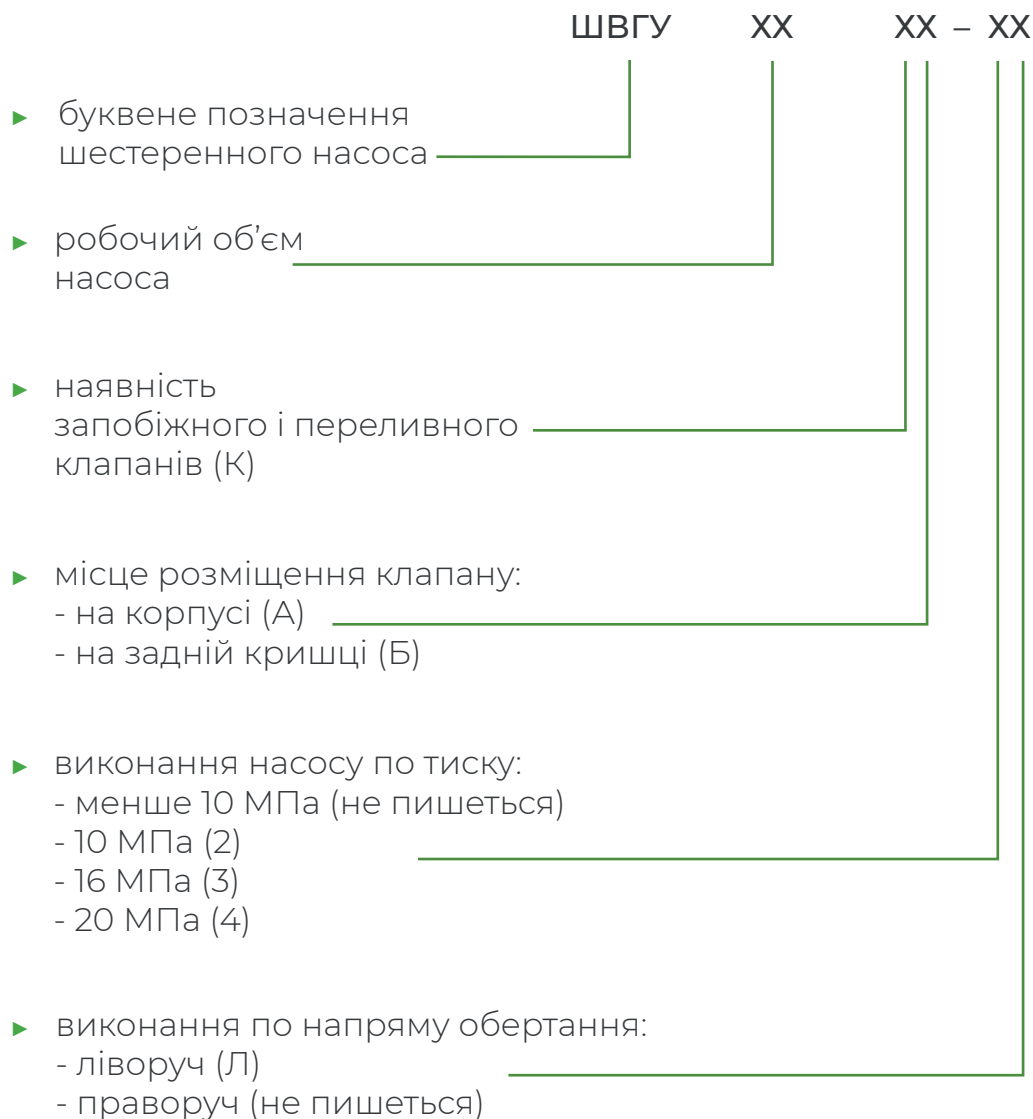 ШВГУ XX XX – XX
► буквене позначення
шестеренного насоса
► робочий об’єм
насоса
► наявність
запобіжного і переливного
клапанів (К)
► місце розміщення клапану:
- на корпусі (А)
- на задній кришці (Б)
► виконання насосу по тиску:
- менше 10 МПа (не пишеться)
- 10 МПа (2)
- 16 МПа (3)
- 20 МПа (4)
► виконання по напряму обертання:
- ліворуч (Л)
- праворуч (не пишеться)